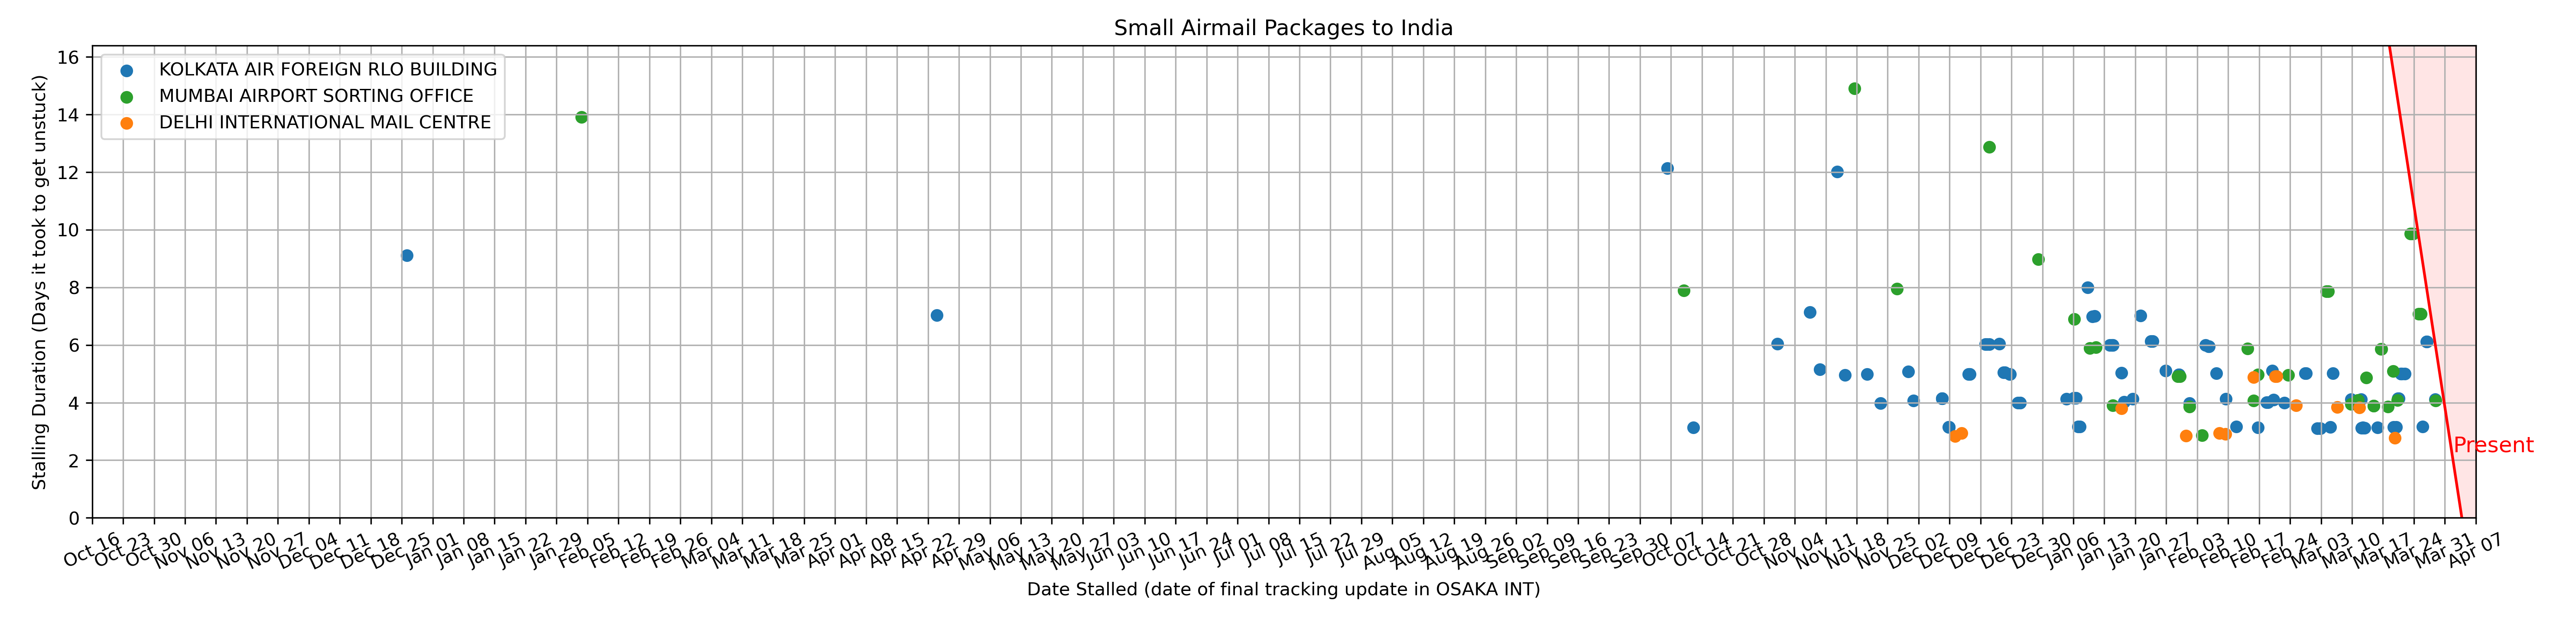 Small Airmail Packages to India
KOLKATA AIR FOREIGN RLO BUILDING
MUMBAI AIRPORT SORTING OFFICE
DELHI INTERNATIONAL MAIL CENTRE
Stalling Duration (Days it took to get unstuck)
16
14
12
10
8
6
4
2
0
Present
Oct 16
Oct 23
Oct 30
Nov 06
Nov 13
Nov 20
Nov 27
Dec 04
Dec 11
Dec 18
Dec 25
Jan 01
Jan 08
Jan 15
Jan 22
Jan 29
Feb 05
Feb 12
Feb 19
Feb 26
Mar 04
Mar 11
Mar 18
Mar 25
Apr 01
Apr 08
Apr 15
Apr 22
Apr 29
May 06
May 13
May 20
May 27
Jun 03
Jun 10
Jun 17
Jun 24
Jul 01
Jul 08
Jul 15
Jul 22
Jul 29
Aug 05
Aug 12
Aug 19
Aug 26
Sep 02
Sep 09
Sep 16
Sep 23
Sep 30
Oct 07
Oct 14
Oct 21
Oct 28
Nov 04
Nov 11
Nov 18
Nov 25
Dec 02
Dec 09
Dec 16
Dec 23
Dec 30
Jan 06
Jan 13
Jan 20
Jan 27
Feb 03
Feb 10
Feb 17
Feb 24
Mar 03
Mar 10
Mar 17
Mar 24
Mar 31
Apr 07
Date Stalled (date of final tracking update in OSAKA INT)